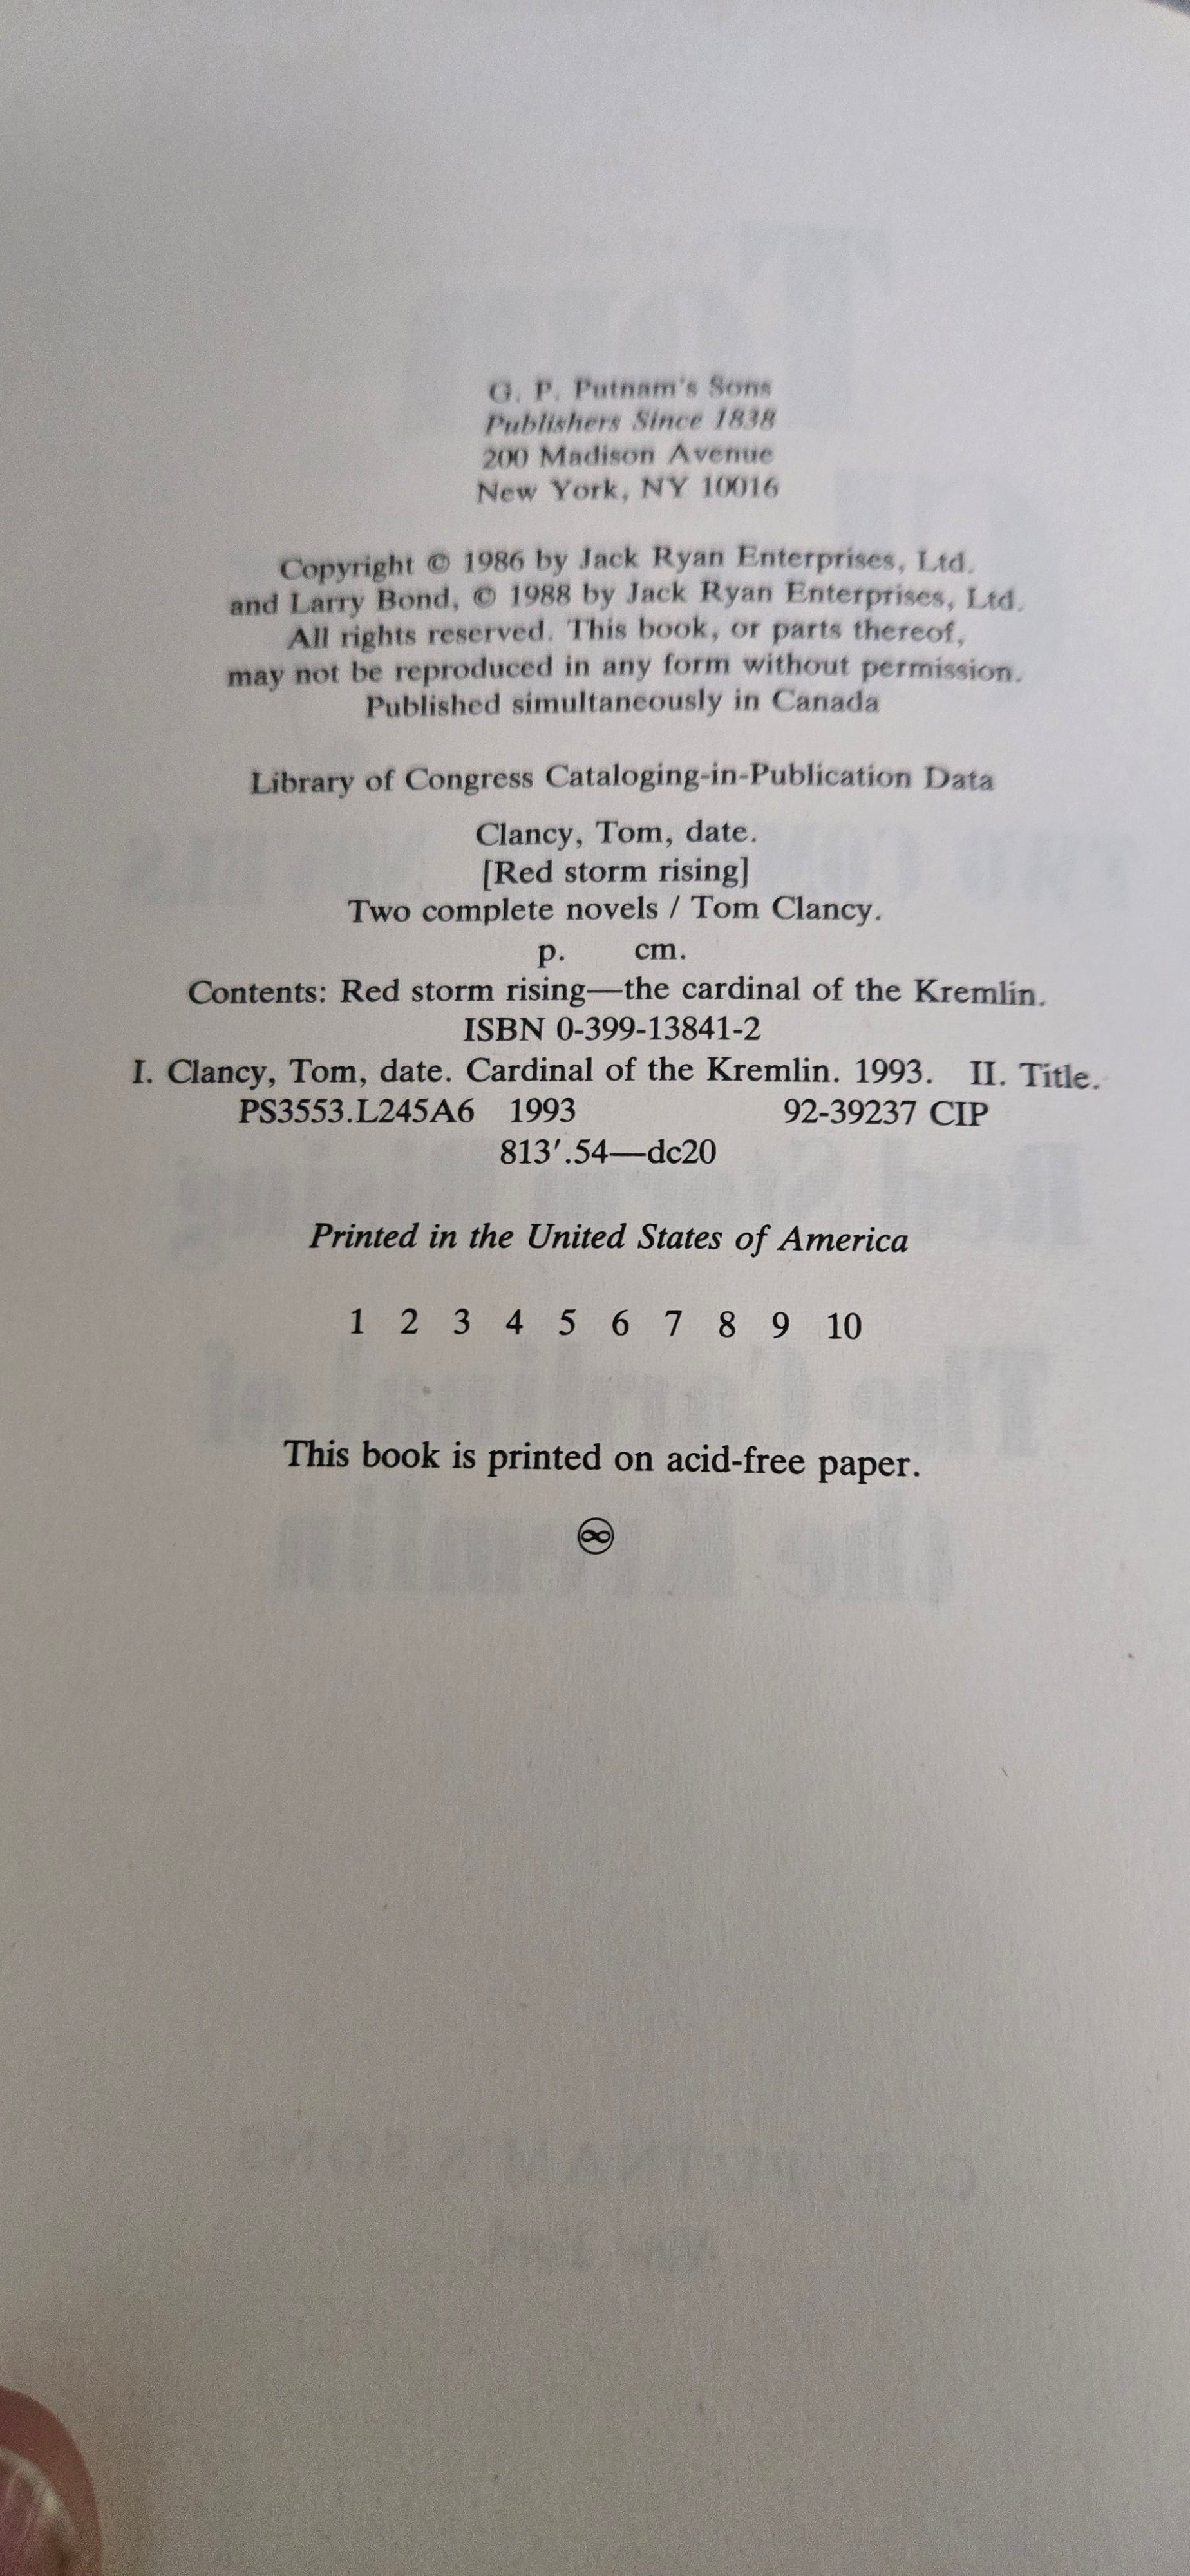 G. P. Putnam's Sons
Publishers Since 1838
200 Madison Avenue
New York, NY 10016
Copyright © 1986 by Jack Ryan Enterprises, Ltd.
and Larry Bond, © 1988 by Jack Ryan Enterprises, Ltd.
All rights reserved. This book, or parts thereof,
may not be reproduced in any form without permission.
Published simultaneously in Canada
Library of Congress Cataloging-in-Publication Data
Clancy, Tom, date.
[Red storm rising]
Two complete novels / Tom Clancy.
p. cm.
Contents: Red storm rising—the cardinal of the Kremlin.
ISBN 0-399-13841-2
I. Clancy, Tom, date. Cardinal of the Kremlin. 1993. II. Title.
PS3553.L245A6 1993 92-39237 CIP
813′.54—dc20
Printed in the United States of America
1 2 3 4 5 6 7 8 9 10
This book is printed on acid-free paper.
♾